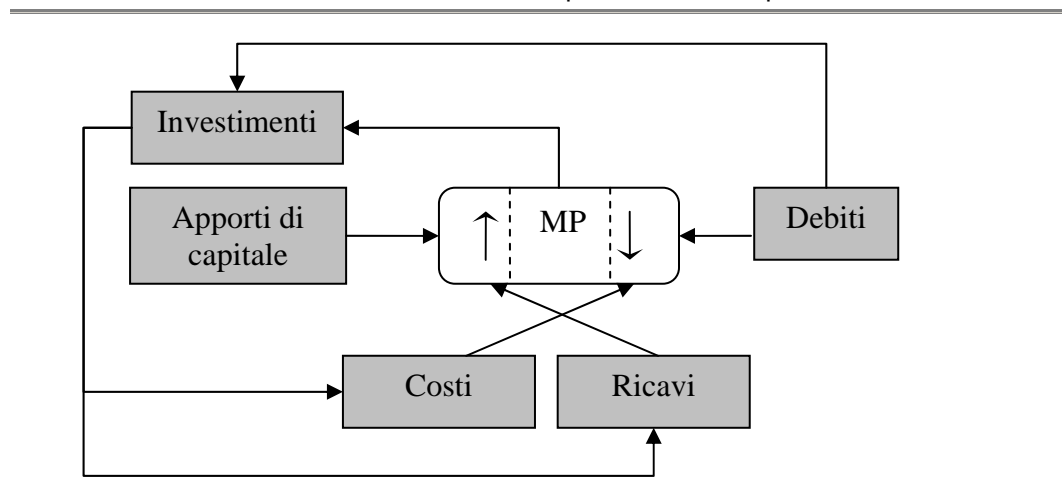 Investimenti
Apporti di
capitale
MP
Debiti
Costi
Ricavi